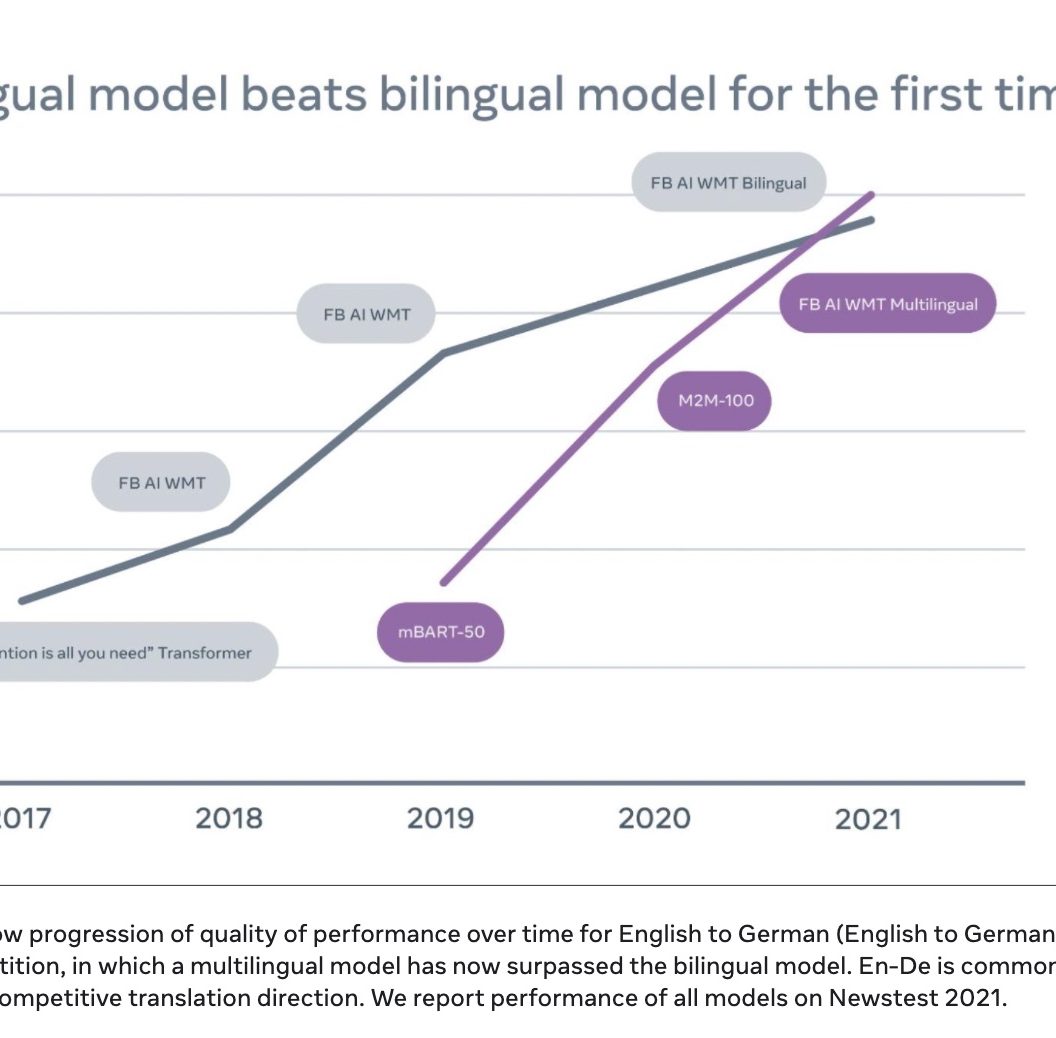 gual model beats bilingual model for the first tim
FB AI WMT Bilingual
FB AI WMT Multilingual
FB AI WMT
M2M-100
FB AI WMT
mBART-50
ntion is all you need” Transformer
2017 2018 2019 2020 2021
ow progression of quality of performance over time for English to German (English to German
tition, in which a multilingual model has now surpassed the bilingual model. En-De is common
ompetitive translation direction. We report performance of all models on Newstest 2021.